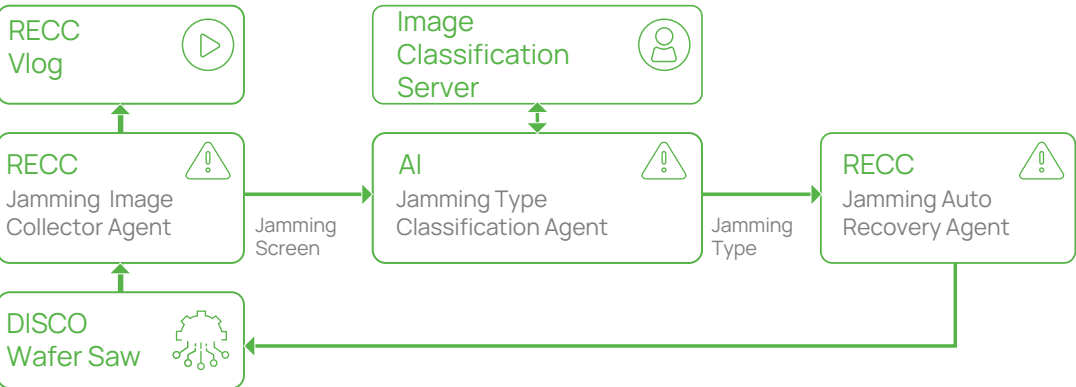 RECC
Vlog
Image
Classification
Server
RECC
Jamming Image
Collector Agent
Jamming
Screen
AI
Jamming Type
Classification Agent
Jamming
Type
RECC
Jamming Auto
Recovery Agent
DISCO
Wafer Saw